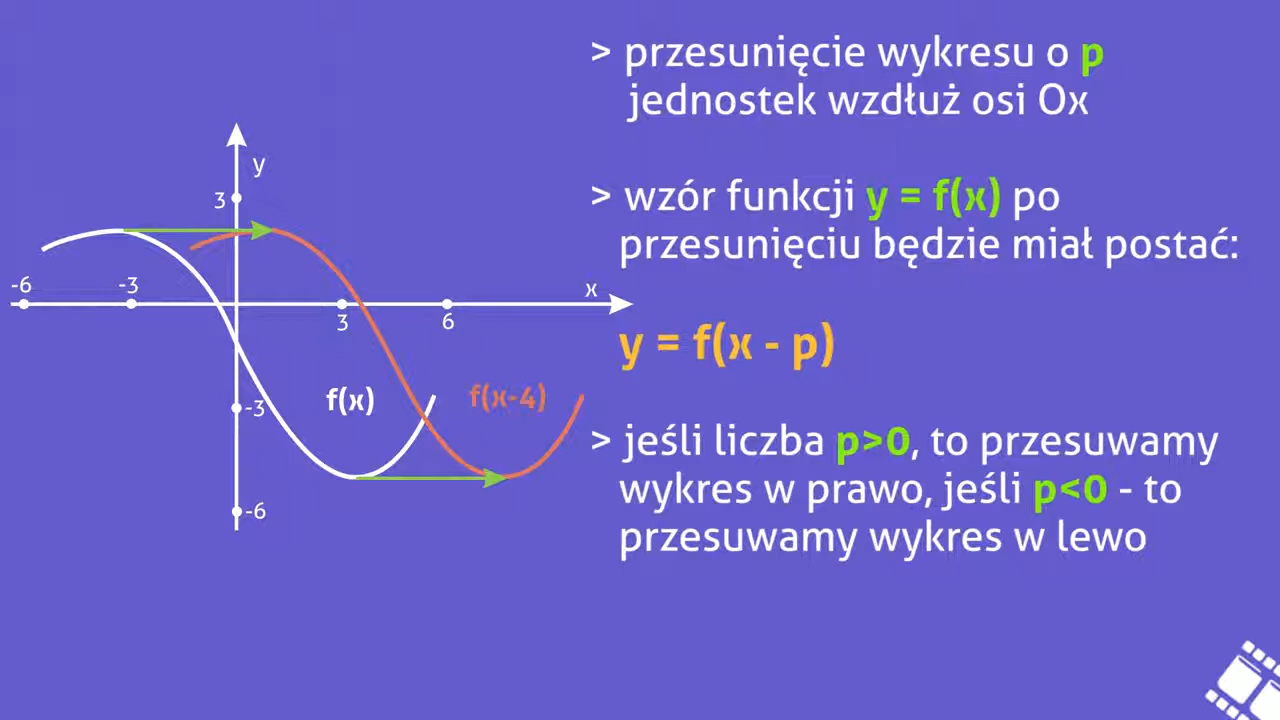 > przesunięcie wykresu o p
jednostek wzdłuż osi Ox
> wzór funkcji y = f(x) po
przesunięciu będzie miał postać:
y = f(x - p)
> jeśli liczba p>0, to przesuwamy
wykres w prawo, jeśli p<0 - to
przesuwamy wykres w lewo
y
3
-6
-3
x
3
6
f(x)
f(x-4)
-3
-6